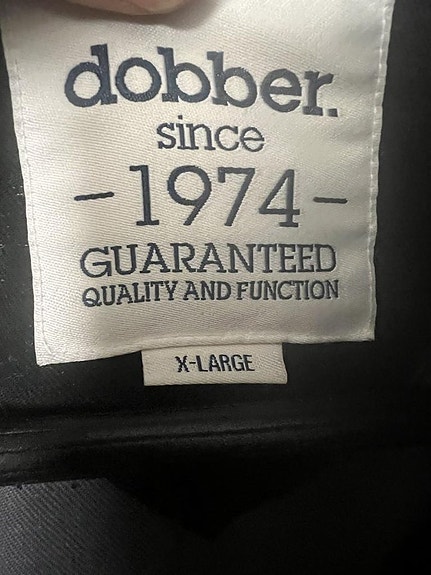 dobber.
since
-1974-
GUARANTEED
QUALITY AND FUNCTION
X-LARGE